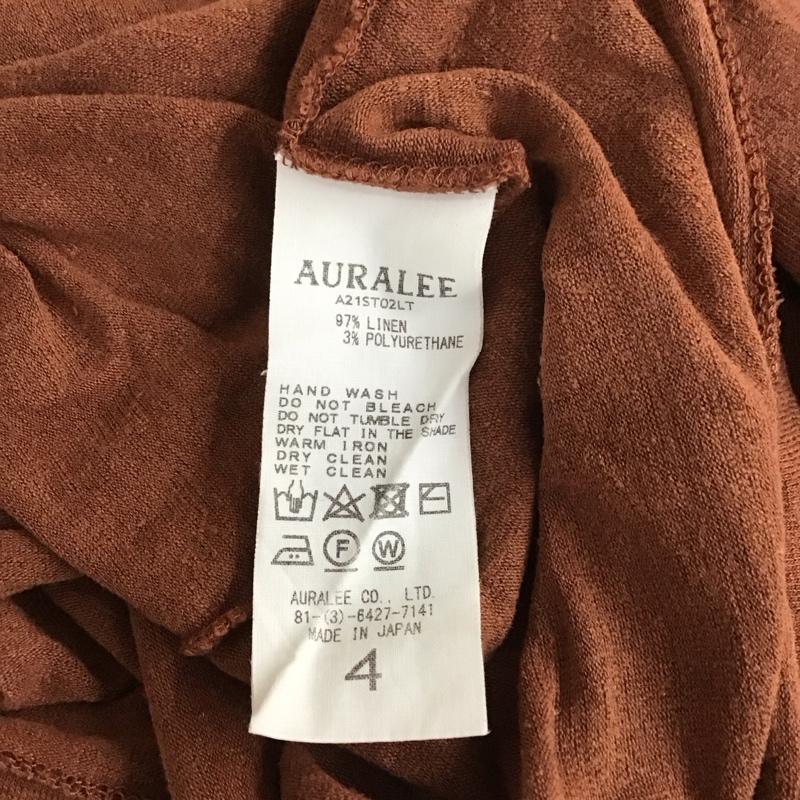 AURALEE
A21ST02LT
97% LINEN
3% POLYURETHANE
HAND WASH
DO NOT BLEACH
DO NOT TUMBLE DRY
DRY FLAT IN THE SHADE
WARM IRON
DRY CLEAN
WET CLEAN
F W
AURALEE CO., LTD.
81-(3)-6427-7141
MADE IN JAPAN
4